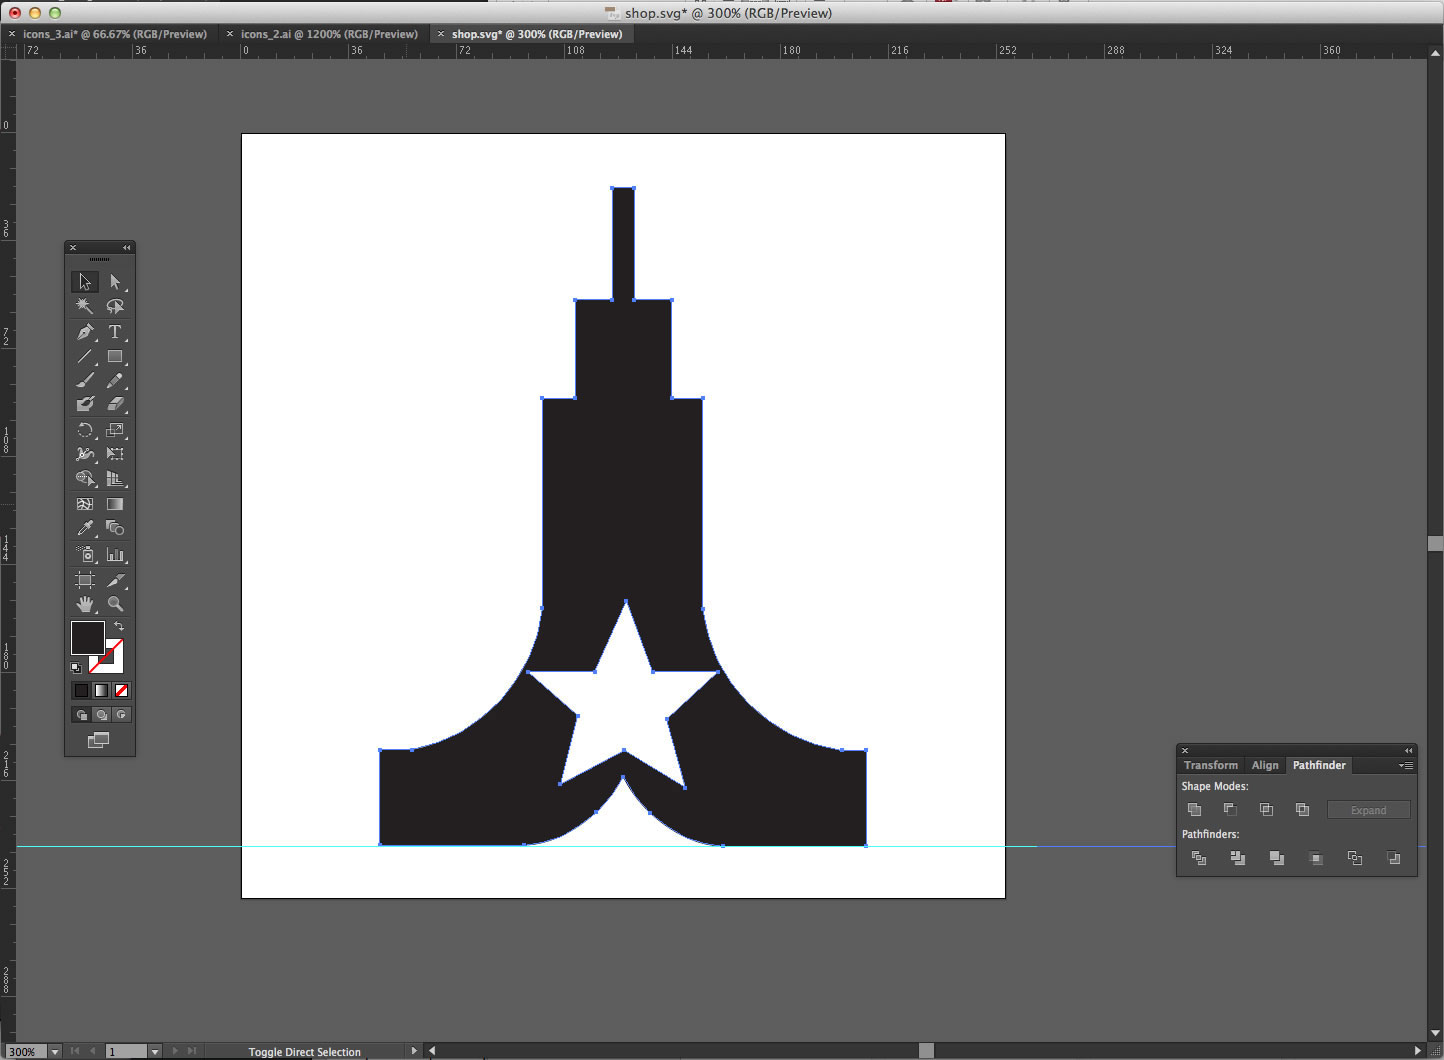 shop.svg* @ 300% (RGB/Preview)
icons_3.ai* @ 66.67% (RGB/Preview)
icons_2.ai @ 1200% (RGB/Preview)
shop.svg* @ 300% (RGB/Preview)
72 36 0 36 72 108 144 180 216 252 288 324 360
0
36
72
108
144
180
216
252
288
T
Transform Align Pathfinder
Shape Modes:
Expand
Pathfinders:
300% 1 Toggle Direct Selection